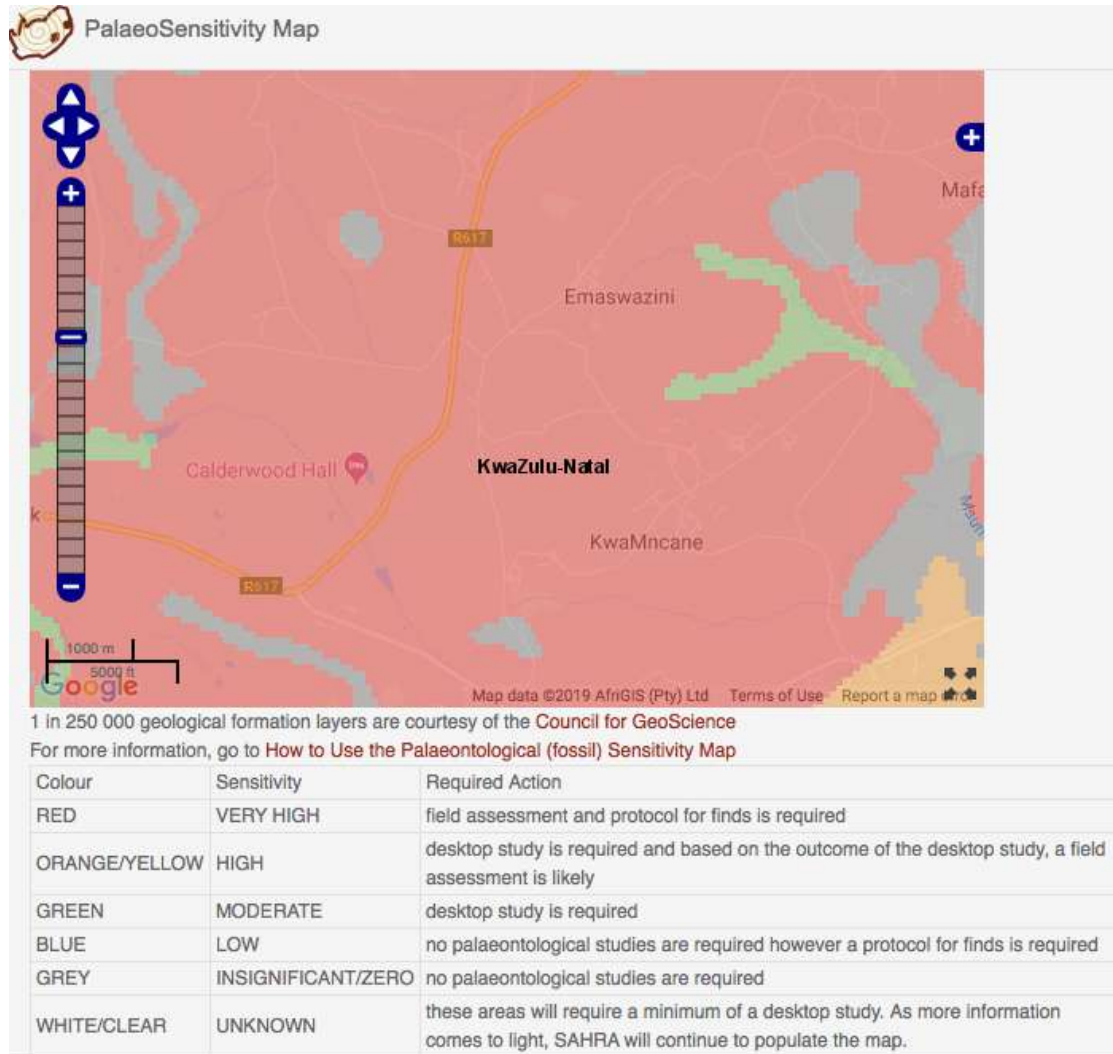 PalaeoSensitivity Map
R617
Mafa
Emaswazini
Calderwood Hall
KwaZulu-Natal
k
KwaMncane
Msun
R617
1000 m
5000 ft
Google
Map data ©2019 AfriGIS (Pty) Ltd Terms of Use Report a map error
1 in 250 000 geological formation layers are courtesy of the Council for GeoScience
For more information, go to How to Use the Palaeontological (fossil) Sensitivity Map
Colour Sensitivity Required Action
RED VERY HIGH field assessment and protocol for finds is required
ORANGE/YELLOW HIGH desktop study is required and based on the outcome of the desktop study, a field
assessment is likely
GREEN MODERATE desktop study is required
BLUE LOW no palaeontological studies are required however a protocol for finds is required
GREY INSIGNIFICANT/ZERO no palaeontological studies are required
WHITE/CLEAR UNKNOWN these areas will require a minimum of a desktop study. As more information
comes to light, SAHRA will continue to populate the map.